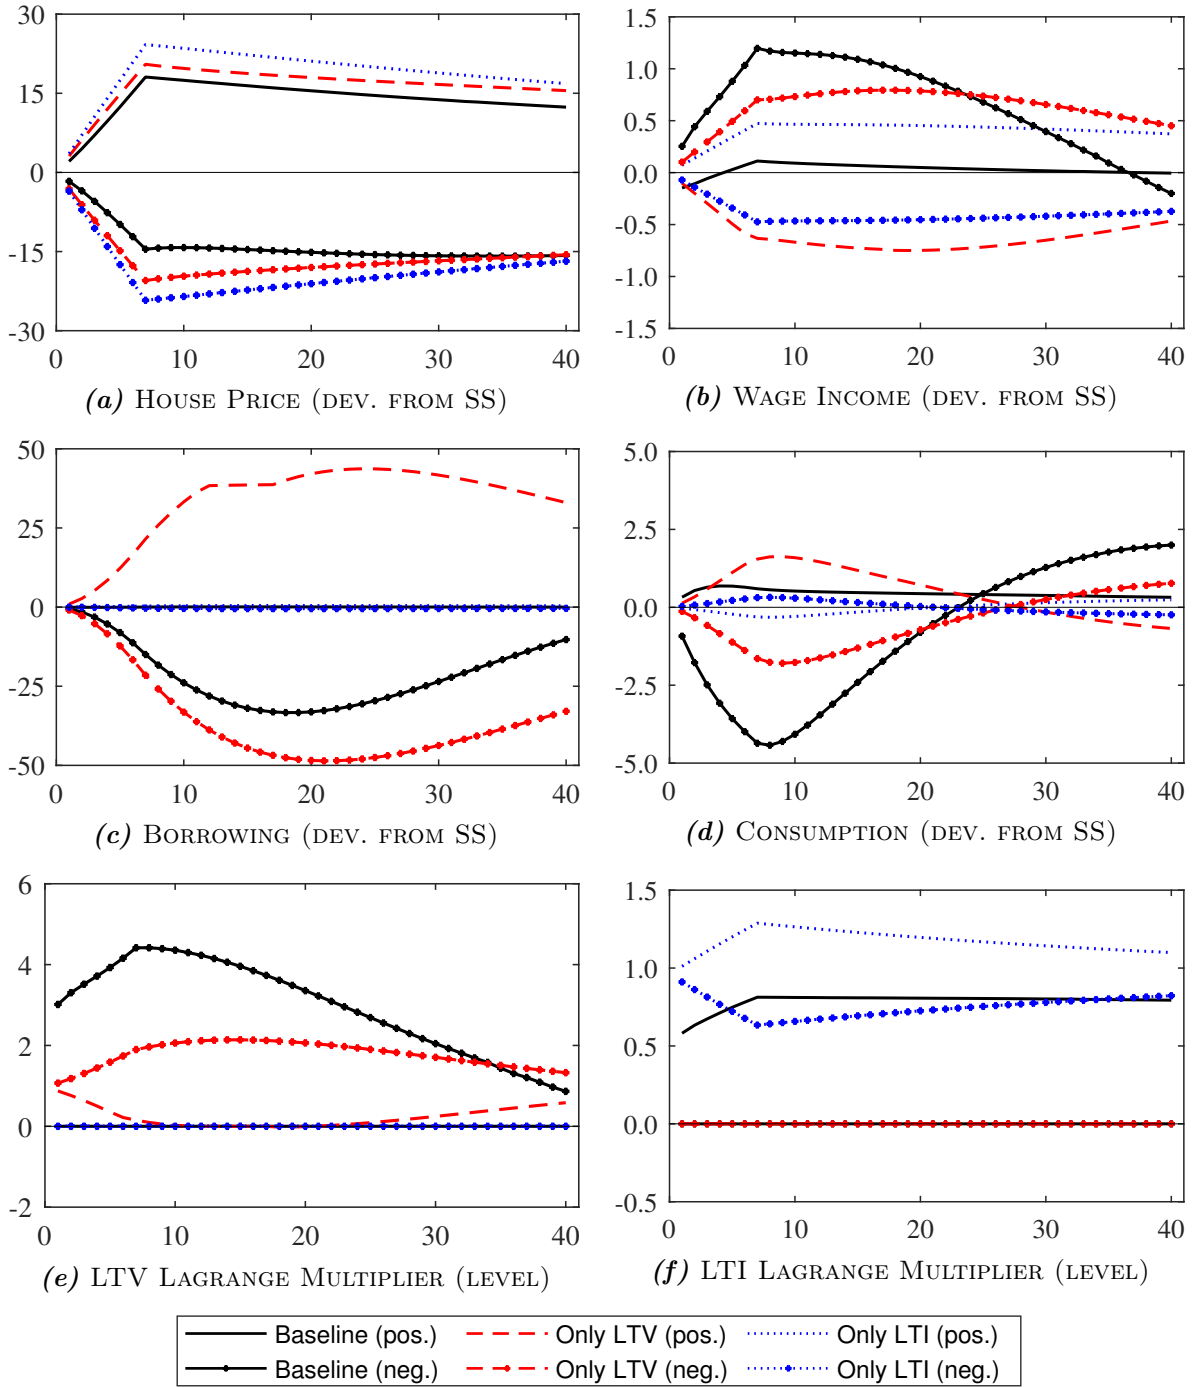 30
15
0
-15
-30
0 10 20 30 40
(a) HOUSE PRICE (DEV. FROM SS)
1.5
1.0
0.5
0.0
-0.5
-1.0
-1.5
0 10 20 30 40
(b) WAGE INCOME (DEV. FROM SS)
50
25
0
-25
-50
0 10 20 30 40
(c) BORROWING (DEV. FROM SS)
5.0
2.5
0.0
-2.5
-5.0
0 10 20 30 40
(d) CONSUMPTION (DEV. FROM SS)
6
4
2
0
-2
0 10 20 30 40
(e) LTV LAGRANGE MULTIPLIER (LEVEL)
1.5
1.0
0.5
0.0
-0.5
0 10 20 30 40
(f) LTI LAGRANGE MULTIPLIER (LEVEL)
Baseline (pos.) Only LTV (pos.) Only LTI (pos.)
Baseline (neg.) Only LTV (neg.) Only LTI (neg.)